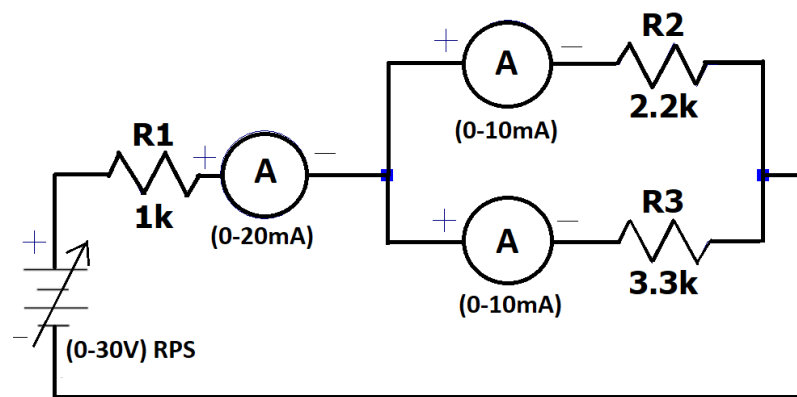 R2
+
A
−
2.2k
(0-10mA)
R1
+
A
−
1k
(0-20mA)
+
A
−
R3
3.3k
(0-10mA)
+
−
(0-30V) RPS